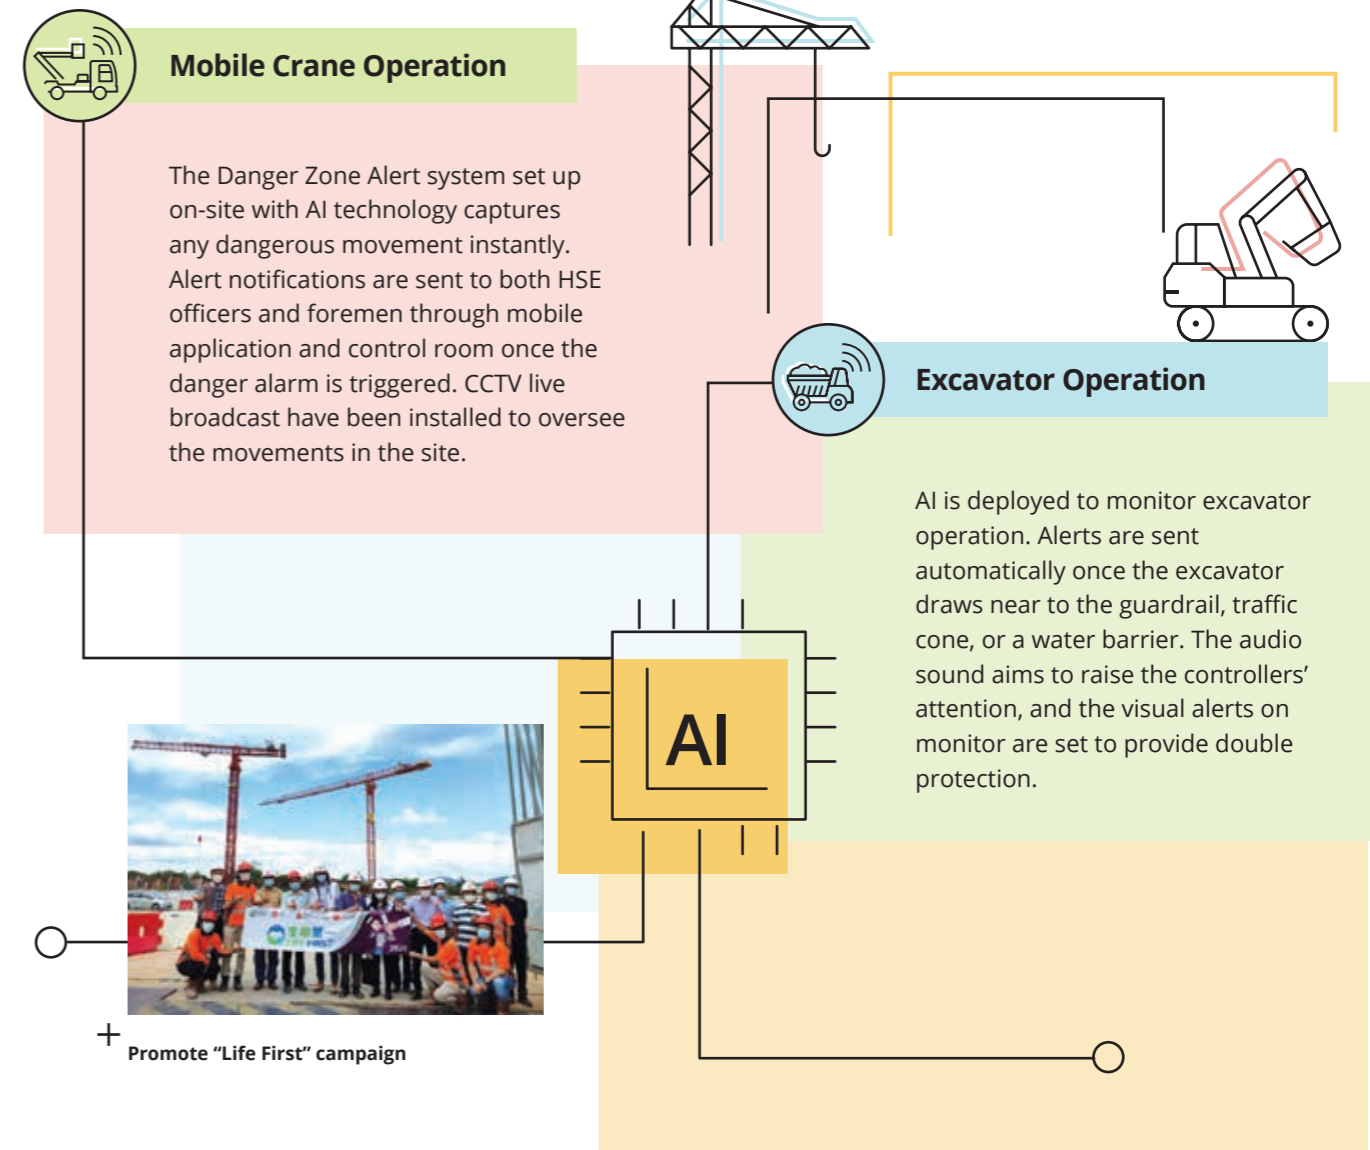 Mobile Crane Operation
The Danger Zone Alert system set up
on-site with AI technology captures
any dangerous movement instantly.
Alert notifications are sent to both HSE
officers and foremen through mobile
application and control room once the
danger alarm is triggered. CCTV live
broadcast have been installed to oversee
the movements in the site.
Excavator Operation
AI is deployed to monitor excavator
operation. Alerts are sent
automatically once the excavator
draws near to the guardrail, traffic
cone, or a water barrier. The audio
sound aims to raise the controllers’
attention, and the visual alerts on
monitor are set to provide double
protection.
AI
LIFE FIRST
Promote “Life First” campaign